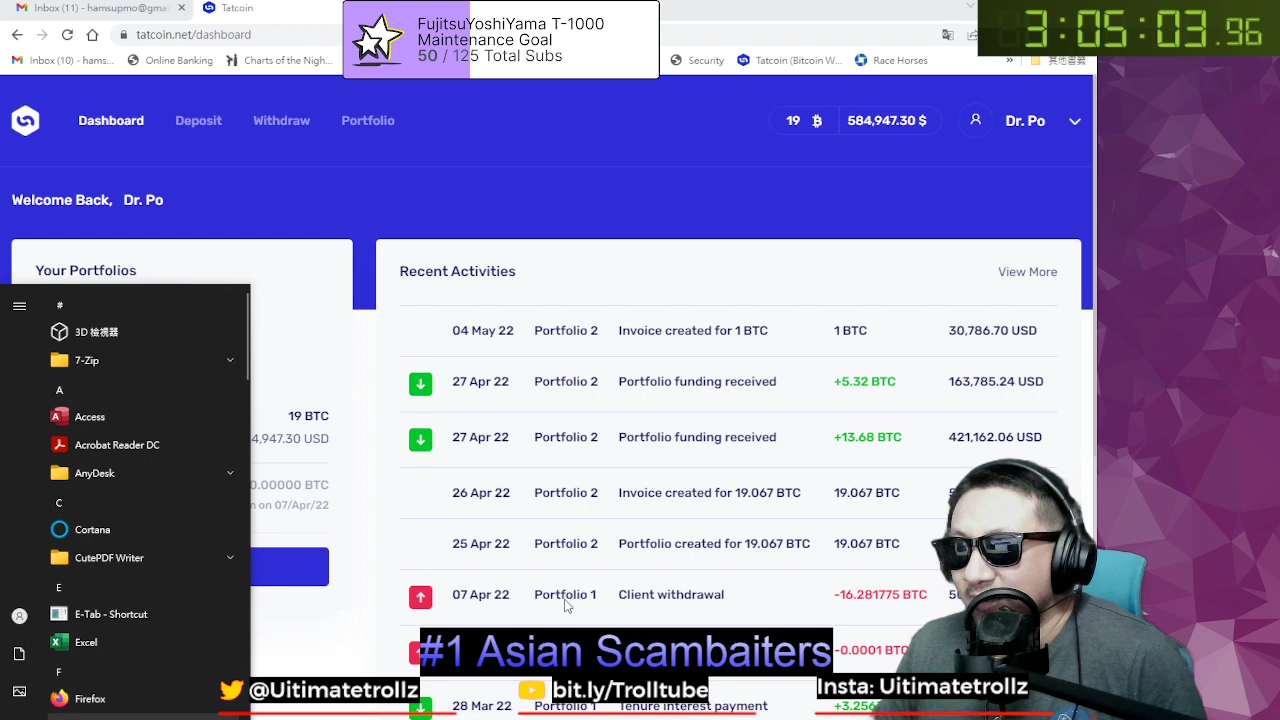 Inbox (11) - hamsupmo@gmail
Tatcoin
tatcoin.net/dashboard
Inbox (10) - hams...
Online Banking
Charts of the Nigh...
Security
Tatcoin (Bitcoin W...
Race Horses
»
其他書籤
FujitsuYoshiYama T-1000
Maintenance Goal
50 / 125 Total Subs
3:05:03.96
Dashboard
Deposit
Withdraw
Portfolio
19
584,947.30 $
Dr. Po
Welcome Back, Dr. Po
Your Portfolios
19 BTC
4,947.30 USD
0.00000 BTC
n on 07/Apr/22
Recent Activities
View More
04 May 22 Portfolio 2 Invoice created for 1 BTC 1 BTC 30,786.70 USD
27 Apr 22 Portfolio 2 Portfolio funding received +5.32 BTC 163,785.24 USD
27 Apr 22 Portfolio 2 Portfolio funding received +13.68 BTC 421,162.06 USD
26 Apr 22 Portfolio 2 Invoice created for 19.067 BTC 19.067 BTC
25 Apr 22 Portfolio 2 Portfolio created for 19.067 BTC 19.067 BTC
07 Apr 22 Portfolio 1 Client withdrawal -16.281775 BTC
-0.0001 BTC
28 Mar 22 Portfolio 1 Tenure interest payment
#
3D 檢視器
7-Zip
A
Access
Acrobat Reader DC
AnyDesk
C
Cortana
CutePDF Writer
E
E-Tab - Shortcut
Excel
F
Firefox
#1 Asian Scambaiters
@Uitimatetrollz
bit.ly/Trolltube
Insta: Uitimatetrollz